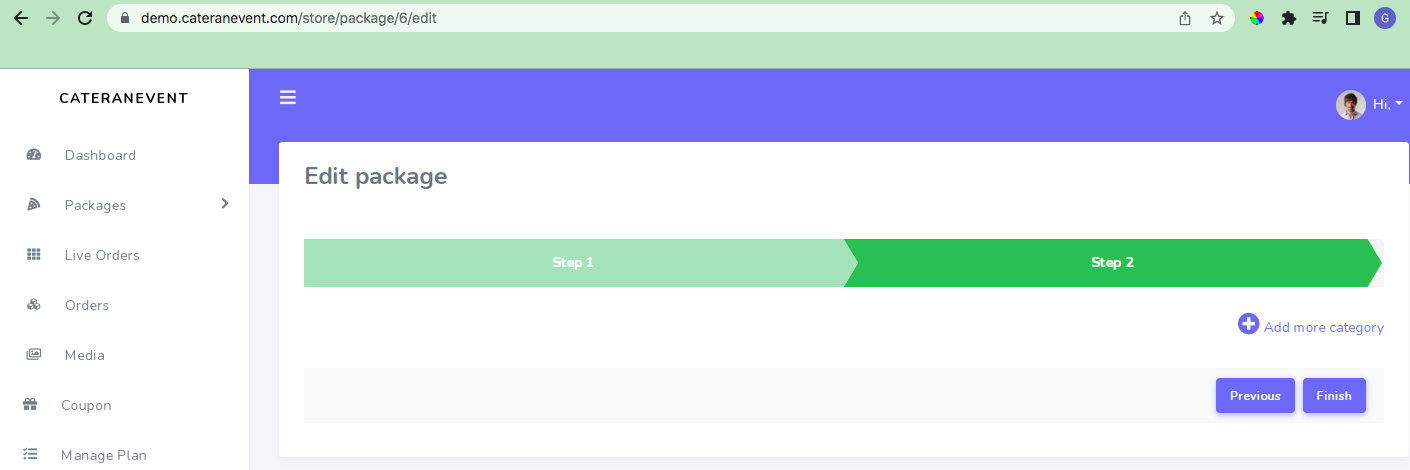 demo.cateranevent.com/store/package/6/edit
G
CATERANEVENT
Hi,
Dashboard
Packages
Live Orders
Orders
Media
Coupon
Manage Plan
Edit package
Step 1
Step 2
Add more category
Previous
Finish